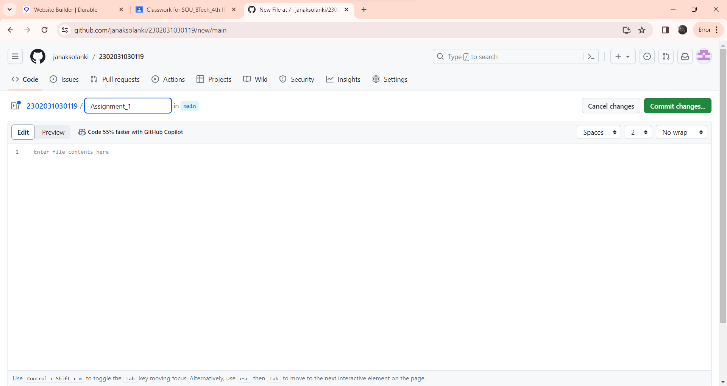 Website Builder | Durable
Classwork for SOU_BTech_4th
New File at / · janaksolanki/230
github.com/janaksolanki/2302031030119/new/main
Error
janaksolanki / 2302031030119
Type / to search
Code Issues Pull requests Actions Projects Wiki Security Insights Settings
2302031030119 / Assignment_1 in main
Cancel changes
Commit changes...
Edit Preview Code 55% faster with GitHub Copilot
Spaces 2 No wrap
1 Enter file contents here
Use Control + Shift + m to toggle the tab key moving focus. Alternatively, use esc then tab to move to the next interactive element on the page.